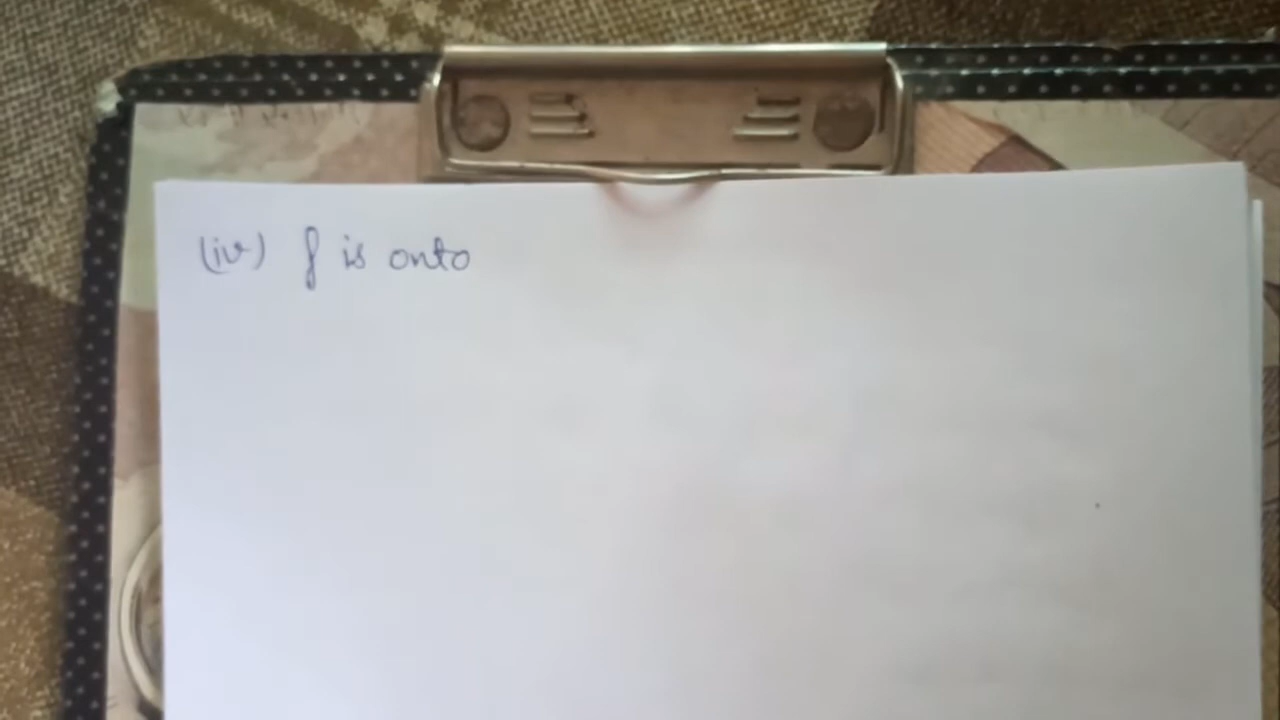 (iv) f is onto